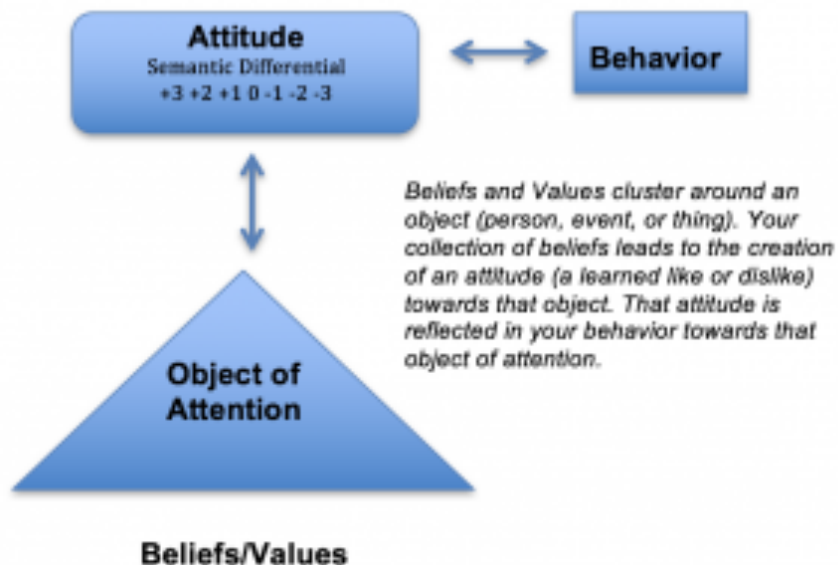 Attitude
Semantic Differential
+3 +2 +1 0 -1 -2 -3
Behavior
Beliefs and Values cluster around an
object (person, event, or thing). Your
collection of beliefs leads to the creation
of an attitude (a learned like or dislike)
towards that object. That attitude is
reflected in your behavior towards that
object of attention.
Object of
Attention
Beliefs/Values